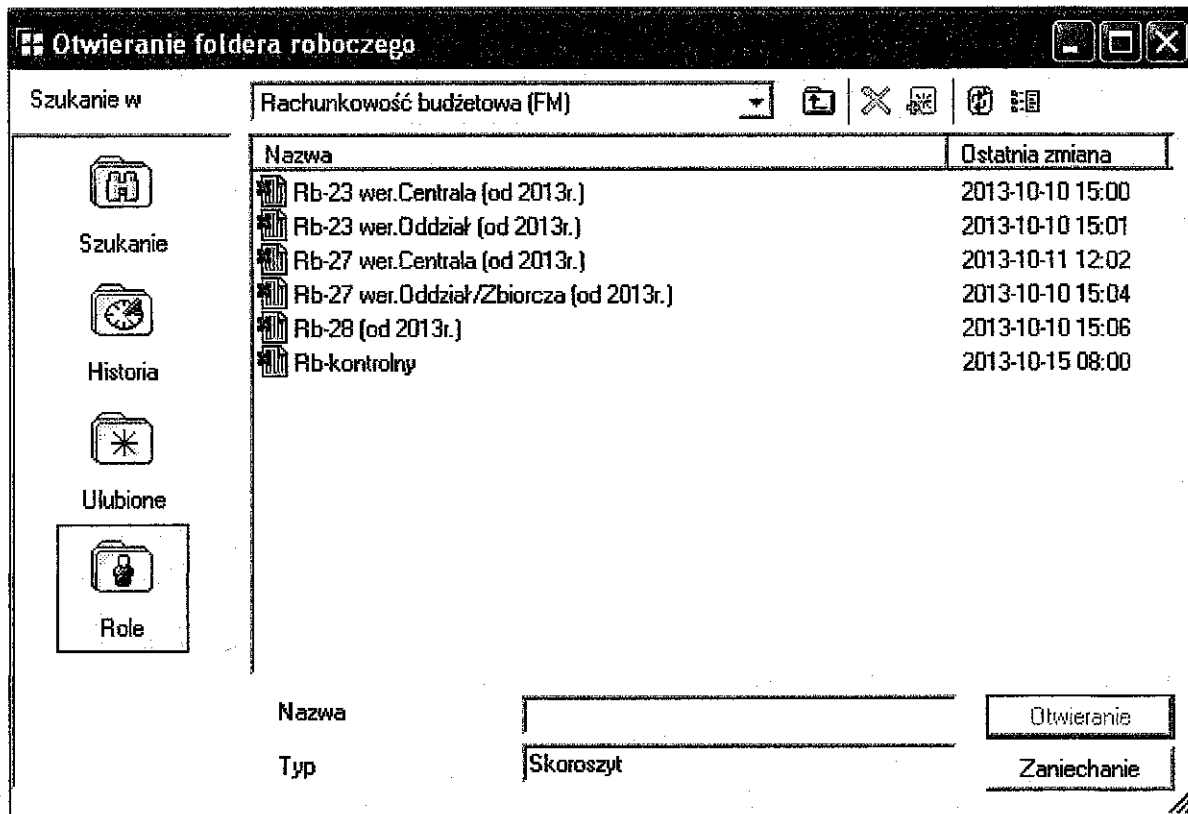 Otwieranie foldera roboczego
Szukanie w
Rachunkowość budżetowa (FM)
Nazwa Ostatnia zmiana
Rb-23 wer.Centrala (od 2013r.) 2013-10-10 15:00
Rb-23 wer.Oddział (od 2013r.) 2013-10-10 15:01
Rb-27 wer.Centrala (od 2013r.) 2013-10-11 12:02
Rb-27 wer.Oddział/Zbiorcza (od 2013r.) 2013-10-10 15:04
Rb-28 (od 2013r.) 2013-10-10 15:06
Rb-kontrolny 2013-10-15 08:00
Szukanie
Historia
Ulubione
Role
Nazwa
Otwieranie
Typ Skoroszyt
Zaniechanie